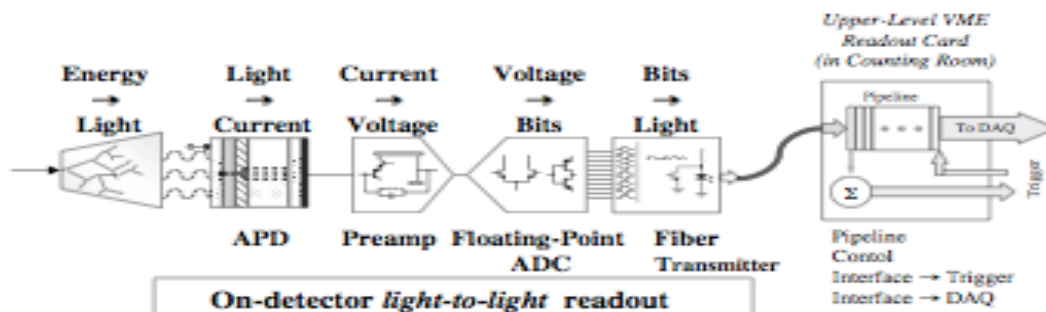 Upper-Level VME
Readout Card
(in Counting Room)
Energy → Light
Light → Current
Current → Voltage
Voltage → Bits
Bits → Light
Pipeline
To DAQ
Trigger
Σ
APD
Preamp
Floating-Point
ADC
Fiber
Transmitter
Pipeline
Contol
Interface → Trigger
Interface → DAQ
On-detector light-to-light readout